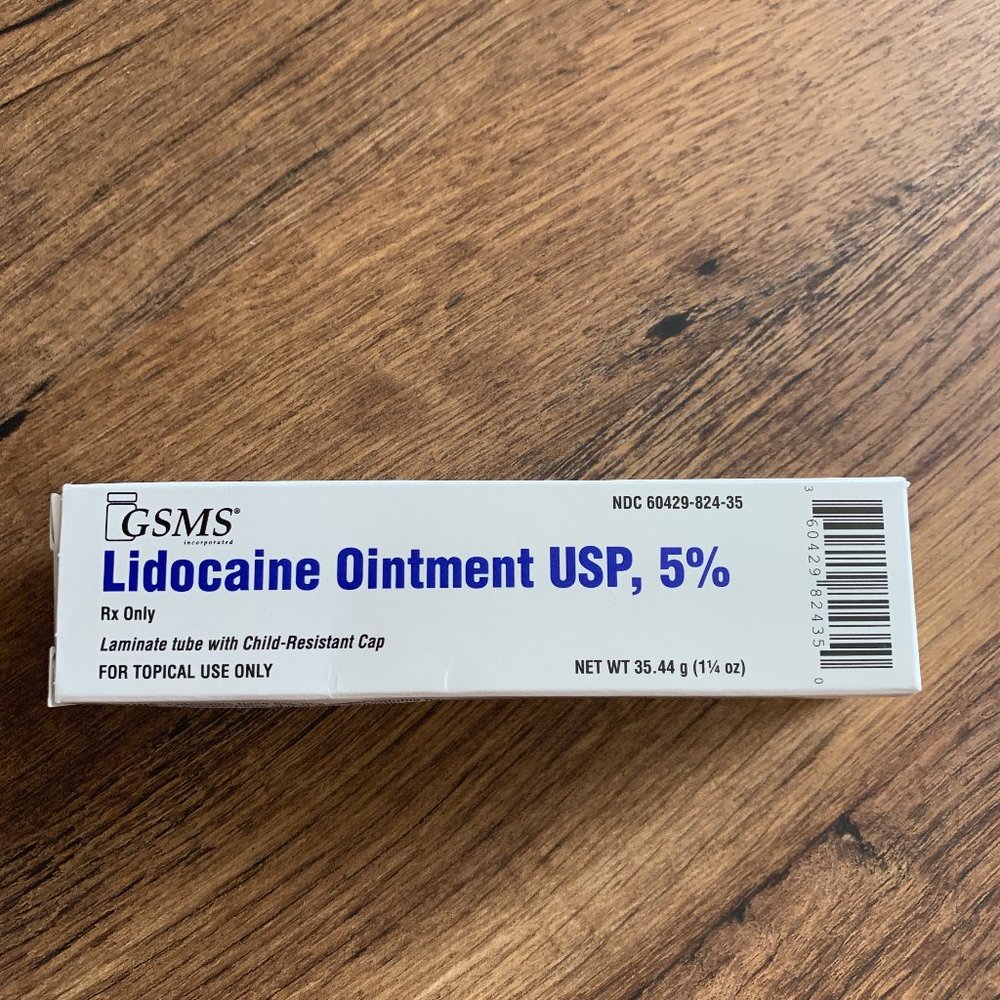 GSMS®
incorporated
NDC 60429-824-35
Lidocaine Ointment USP, 5%
Rx Only
Laminate tube with Child-Resistant Cap
FOR TOPICAL USE ONLY
NET WT 35.44 g (1¼ oz)
3 60429 82435 0